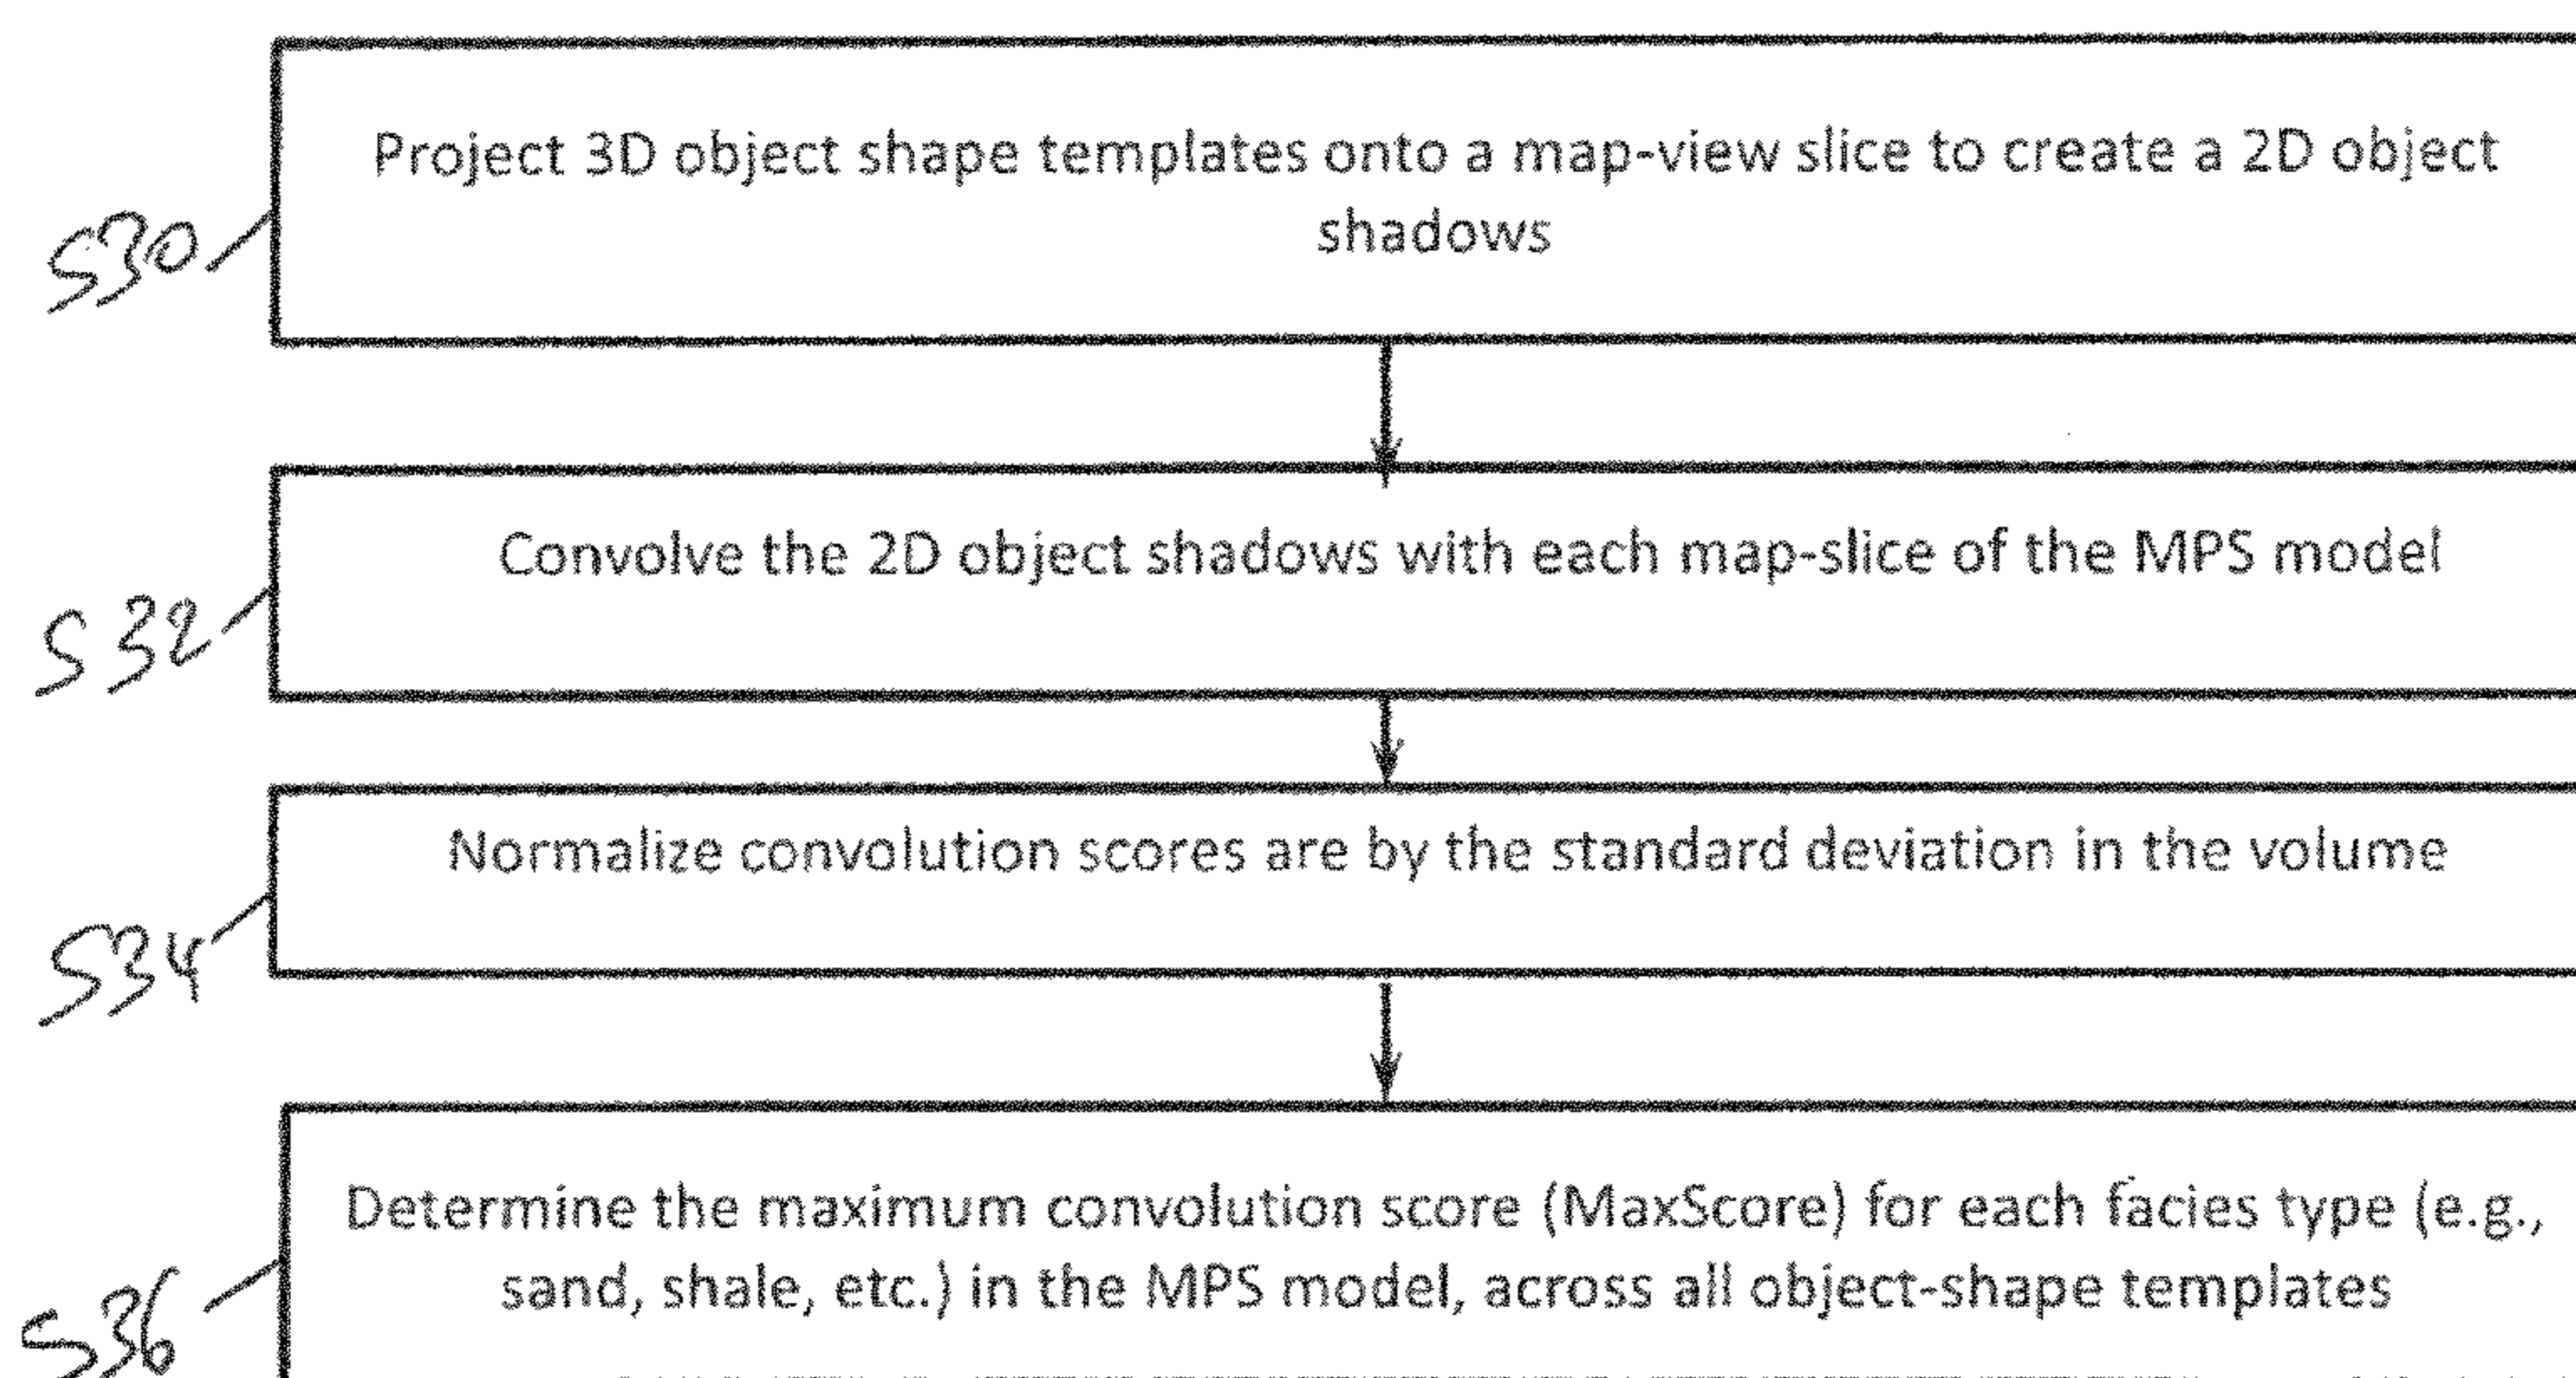 Project 3D object shape templates onto a map-view slice to create a 2D object
shadows
S30
Convolve the 2D object shadows with each map-slice of the MPS model
S32
Normalize convolution scores are by the standard deviation in the volume
S34
Determine the maximum convolution score (MaxScore) for each facies type (e.g.,
sand, shale, etc.) in the MPS model, across all object-shape templates
S36